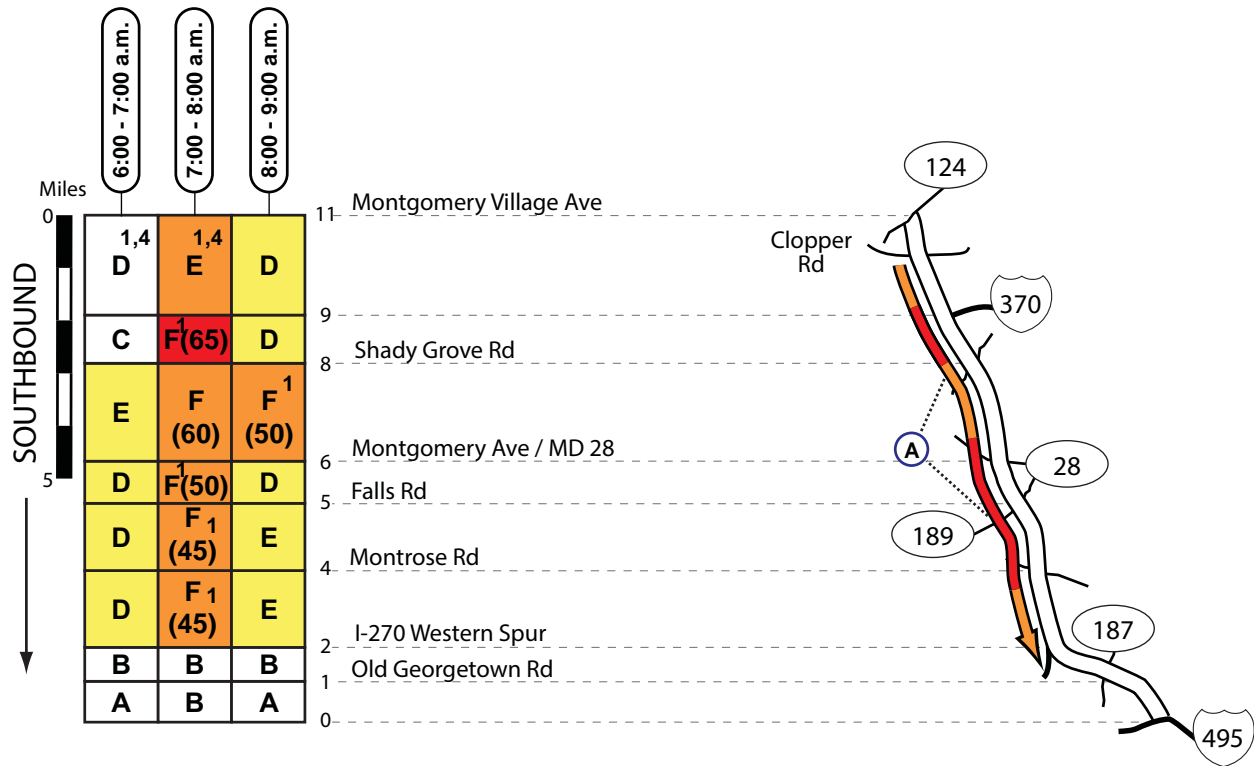 6:00 - 7:00 a.m.
7:00 - 8:00 a.m.
8:00 - 9:00 a.m.
Miles
0
5
SOUTHBOUND
D 1,4
E 1,4
D
C
F(65) 1
D
E
F
(60)
F 1
(50)
D
F(50) 1
D
D
F 1
(45)
E
D
F 1
(45)
E
B
B
B
A
B
A
11
Montgomery Village Ave
9
Shady Grove Rd
8
Montgomery Ave / MD 28
6
Falls Rd
5
Montrose Rd
4
I-270 Western Spur
2
Old Georgetown Rd
1
0
124
Clopper
Rd
370
A
28
189
187
495